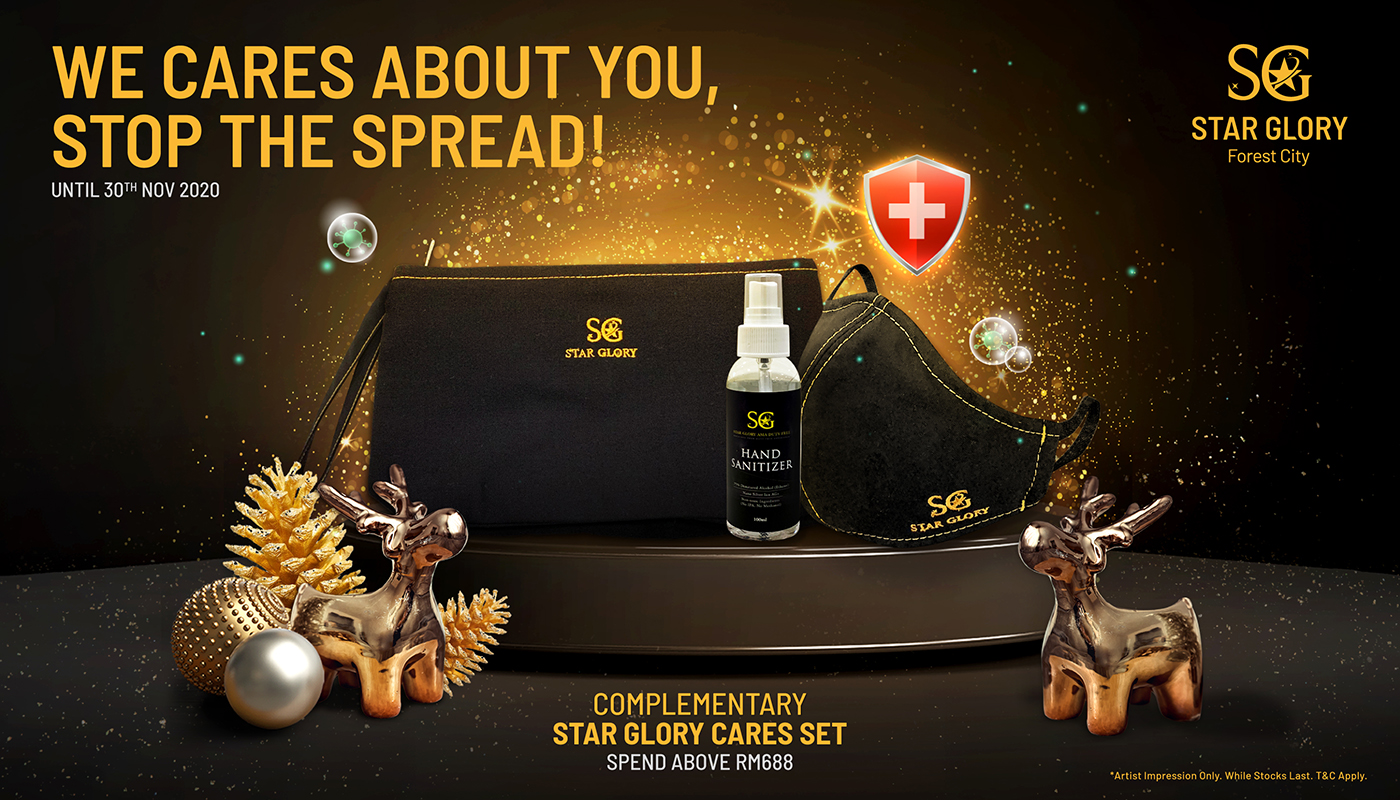 WE CARES ABOUT YOU,
STOP THE SPREAD!
UNTIL 30TH NOV 2020
SG
STAR GLORY
Forest City
SG
STAR GLORY
SG
HAND
SANITIZER
100ml
SG
STAR GLORY
COMPLEMENTARY
STAR GLORY CARES SET
SPEND ABOVE RM688
*Artist Impression Only. While Stocks Last. T&C Apply.